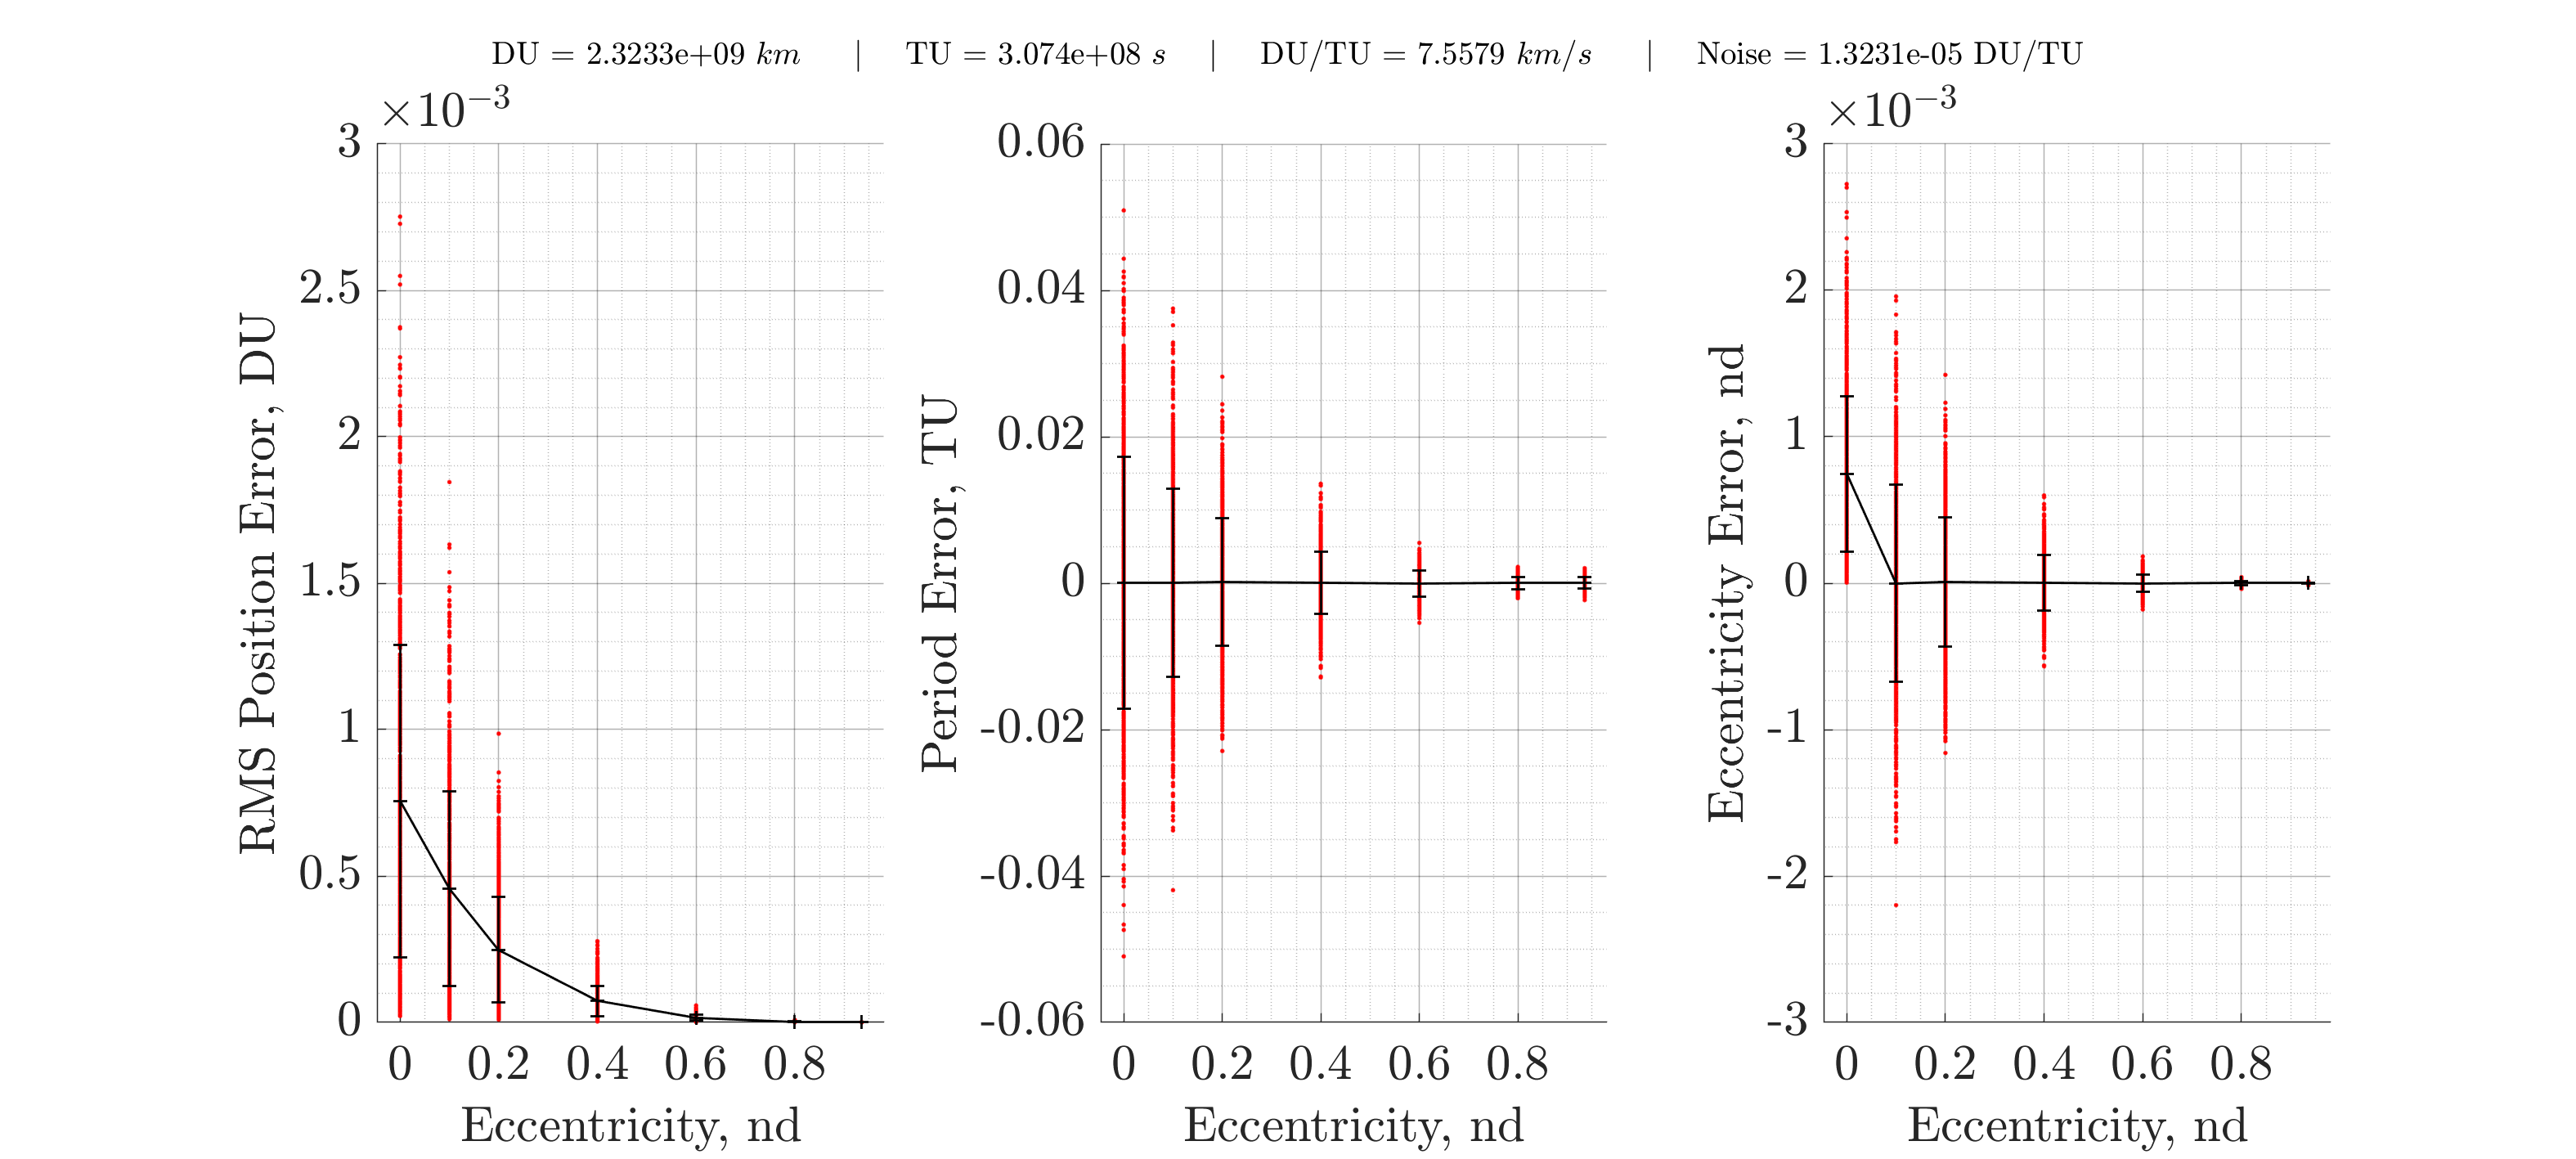 DU = 2.3233e+09 km | TU = 3.074e+08 s | DU/TU = 7.5579 km/s | Noise = 1.3231e-05 DU/TU
×10⁻³
3
2.5
2
1.5
1
0.5
0
RMS Position Error, DU
0 0.2 0.4 0.6 0.8
Eccentricity, nd
0.06
0.04
0.02
0
-0.02
-0.04
-0.06
Period Error, TU
0 0.2 0.4 0.6 0.8
Eccentricity, nd
×10⁻³
3
2
1
0
-1
-2
-3
Eccentricity Error, nd
0 0.2 0.4 0.6 0.8
Eccentricity, nd